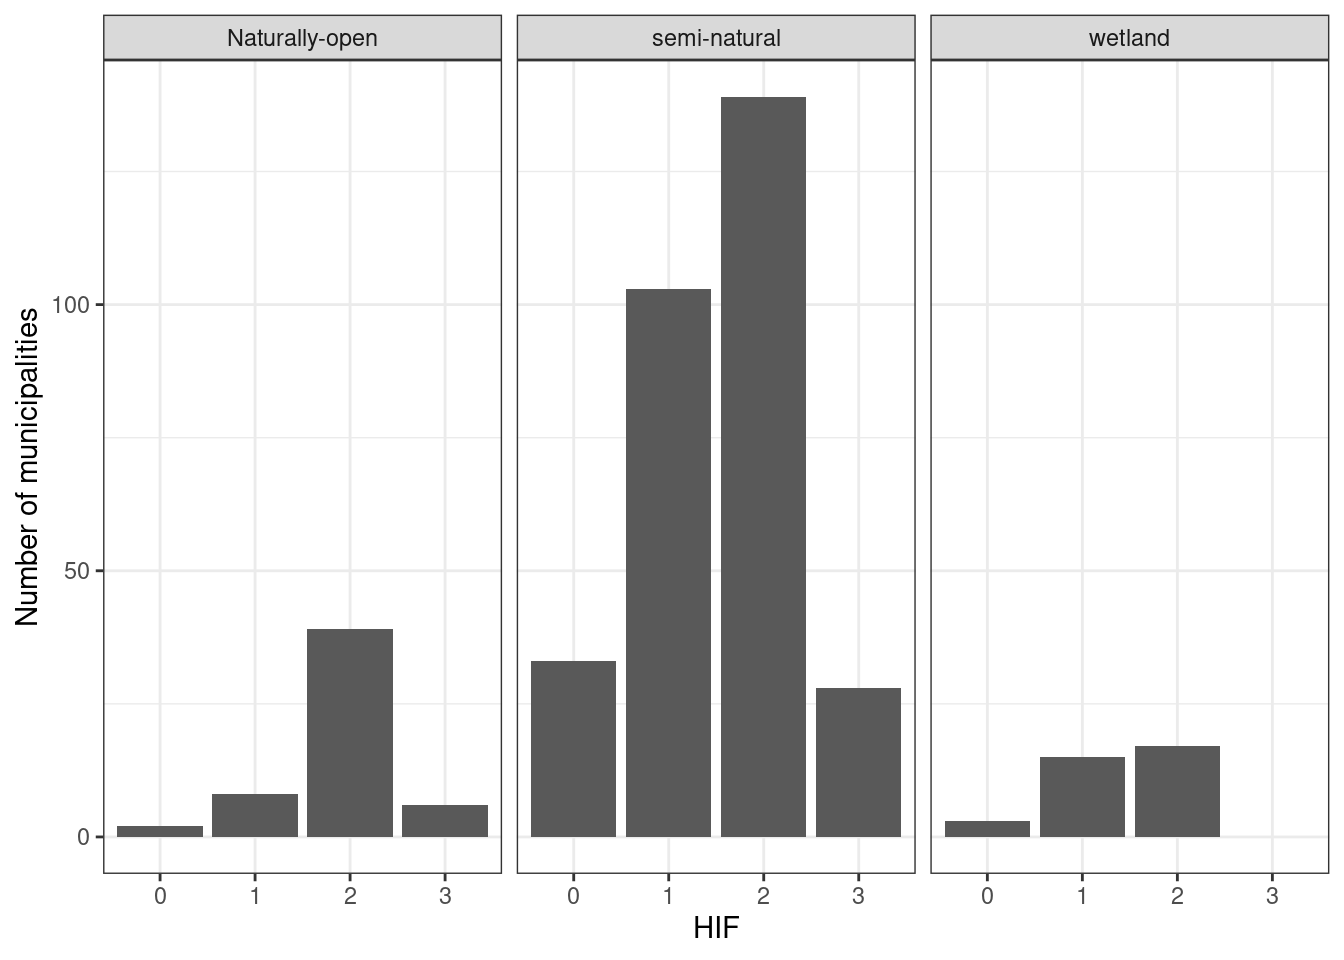 Naturally-open semi-natural wetland
Number of municipalities
100
50
0
0 1 2 3 0 1 2 3 0 1 2 3
HIF